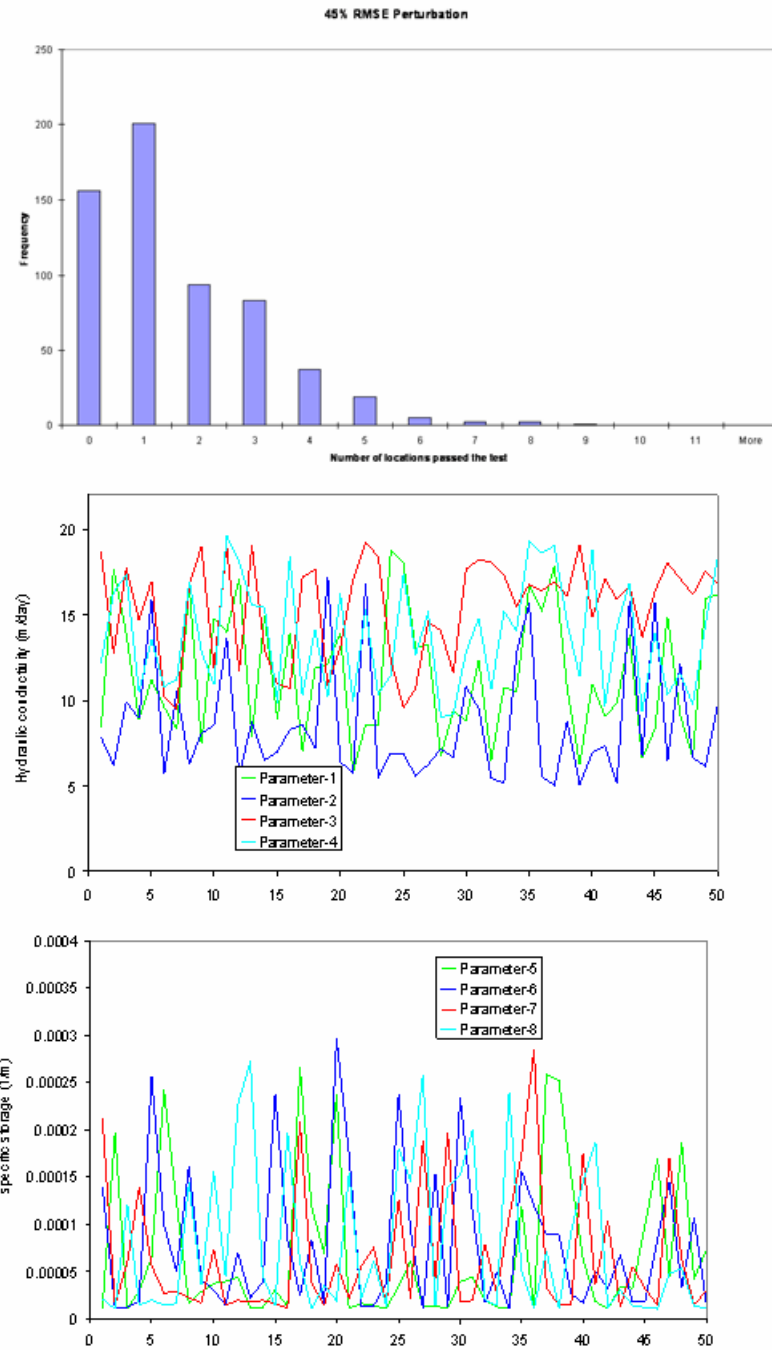 45% RMSE Perturbation
250
200
150
100
50
0
Frequency
0 1 2 3 4 5 6 7 8 9 10 11 More
Number of locations passed the test
20
15
10
5
0
Hydraulic conductivity (m/day)
Parameter-1
Parameter-2
Parameter-3
Parameter-4
0 5 10 15 20 25 30 35 40 45 50
0.0004
0.00035
0.0003
0.00025
0.0002
0.00015
0.0001
0.00005
0
specific storage (1/m)
Parameter-5
Parameter-6
Parameter-7
Parameter-8
0 5 10 15 20 25 30 35 40 45 50